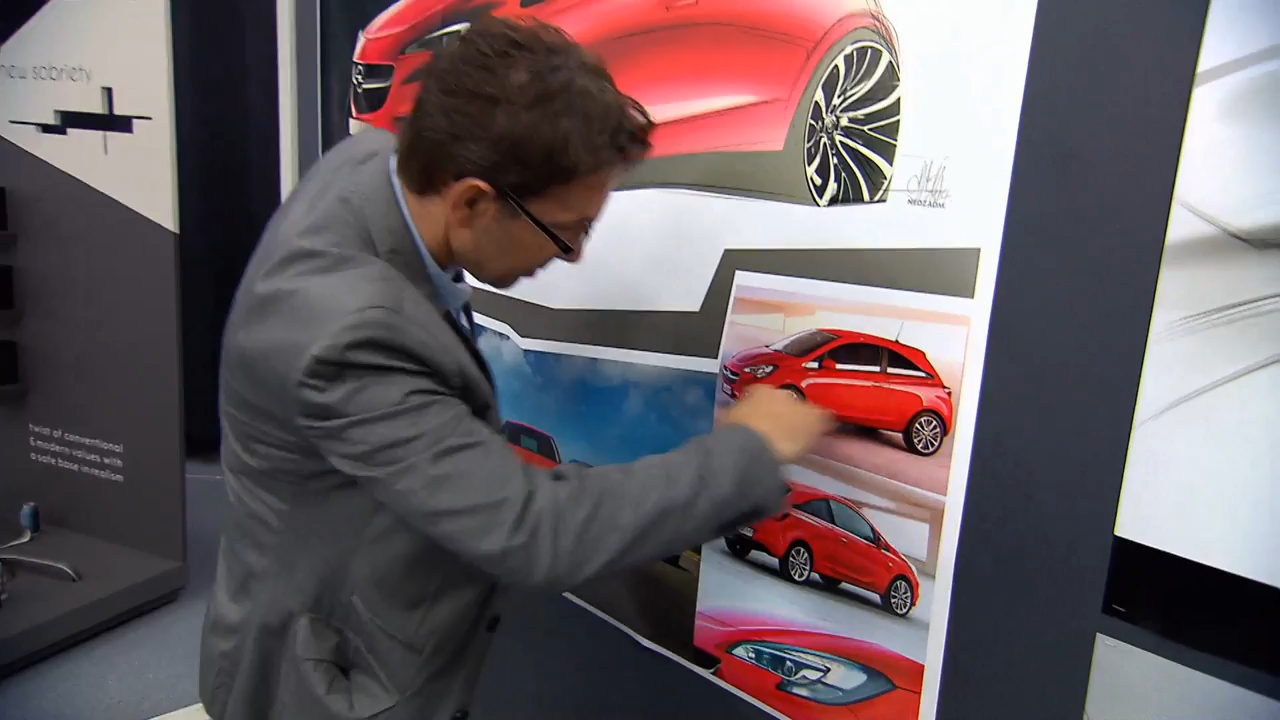 new sobriety
NEDZADM.
twist of conventional
& modern values with
a safe base in realism